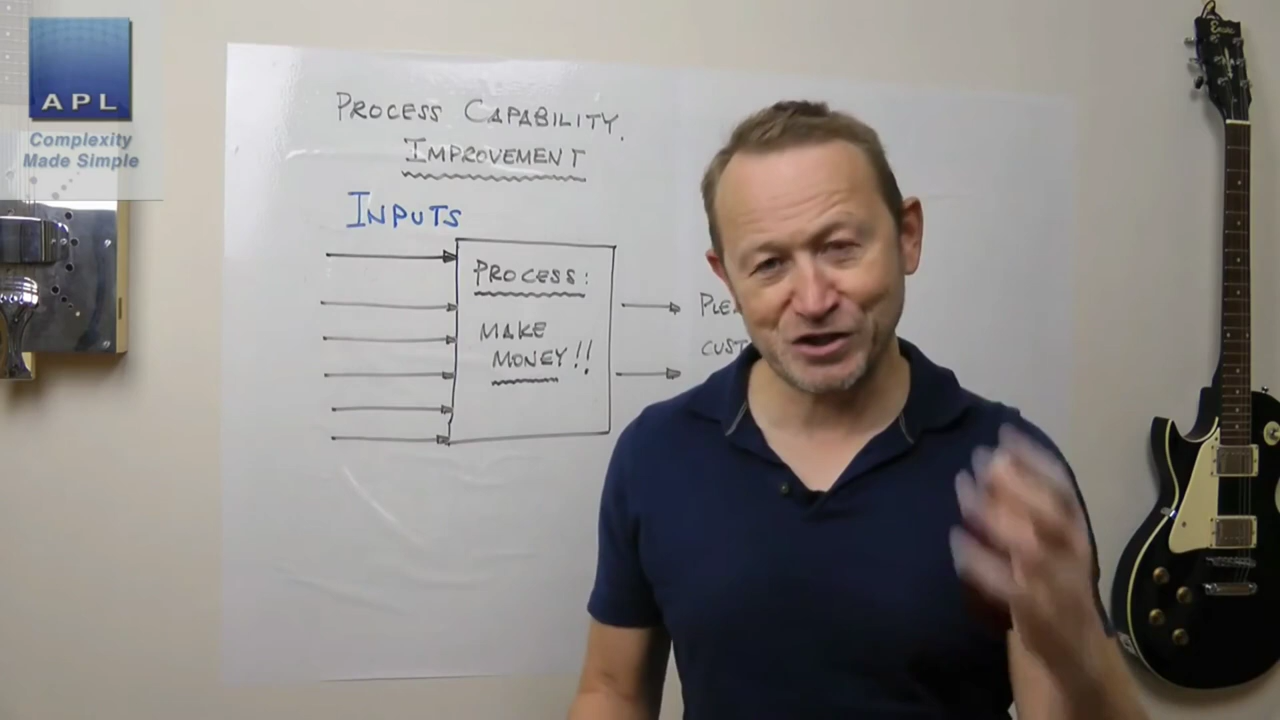 APL
Complexity
Made Simple
PROCESS CAPABILITY.
IMPROVEMENT
INPUTS
PROCESS:
MAKE
MONEY!!